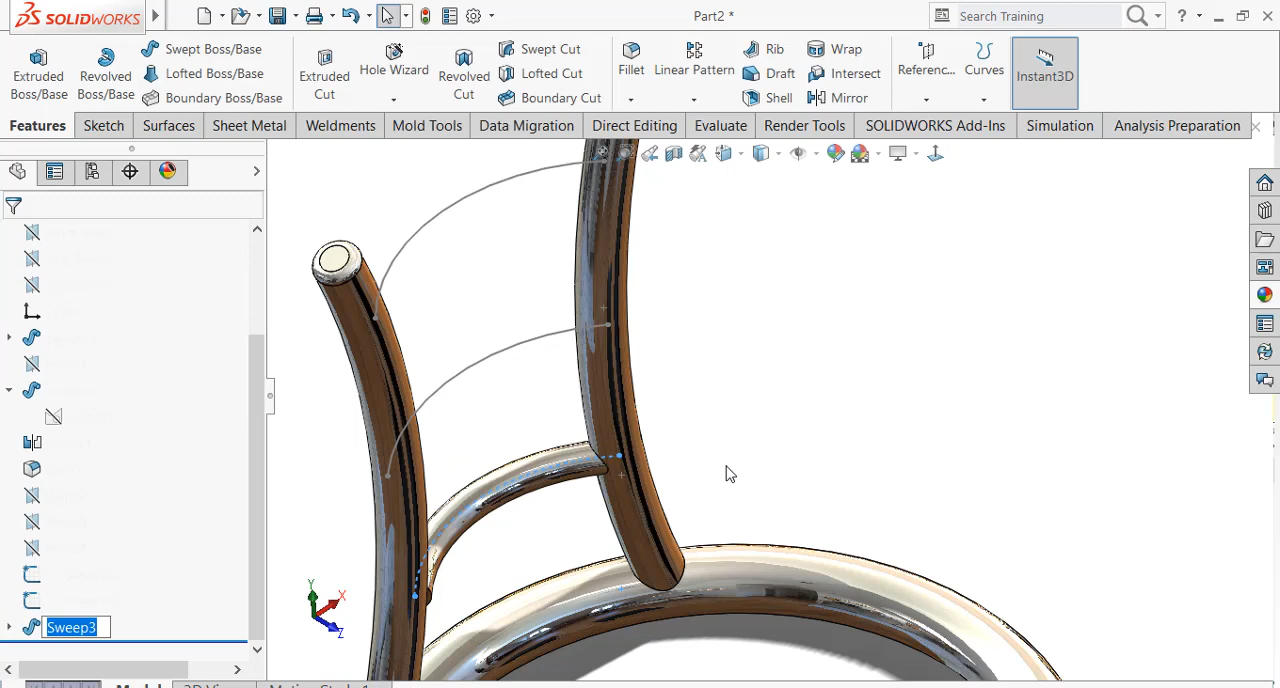 SOLIDWORKS
Part2 *
Search Training
?
Extruded Boss/Base
Revolved Boss/Base
Swept Boss/Base
Lofted Boss/Base
Boundary Boss/Base
Extruded Cut
Hole Wizard
Revolved Cut
Swept Cut
Lofted Cut
Boundary Cut
Fillet
Linear Pattern
Rib
Draft
Shell
Wrap
Intersect
Mirror
Referenc...
Curves
Instant3D
Features
Sketch
Surfaces
Sheet Metal
Weldments
Mold Tools
Data Migration
Direct Editing
Evaluate
Render Tools
SOLIDWORKS Add-Ins
Simulation
Analysis Preparation
Y
X
Z
Sweep3